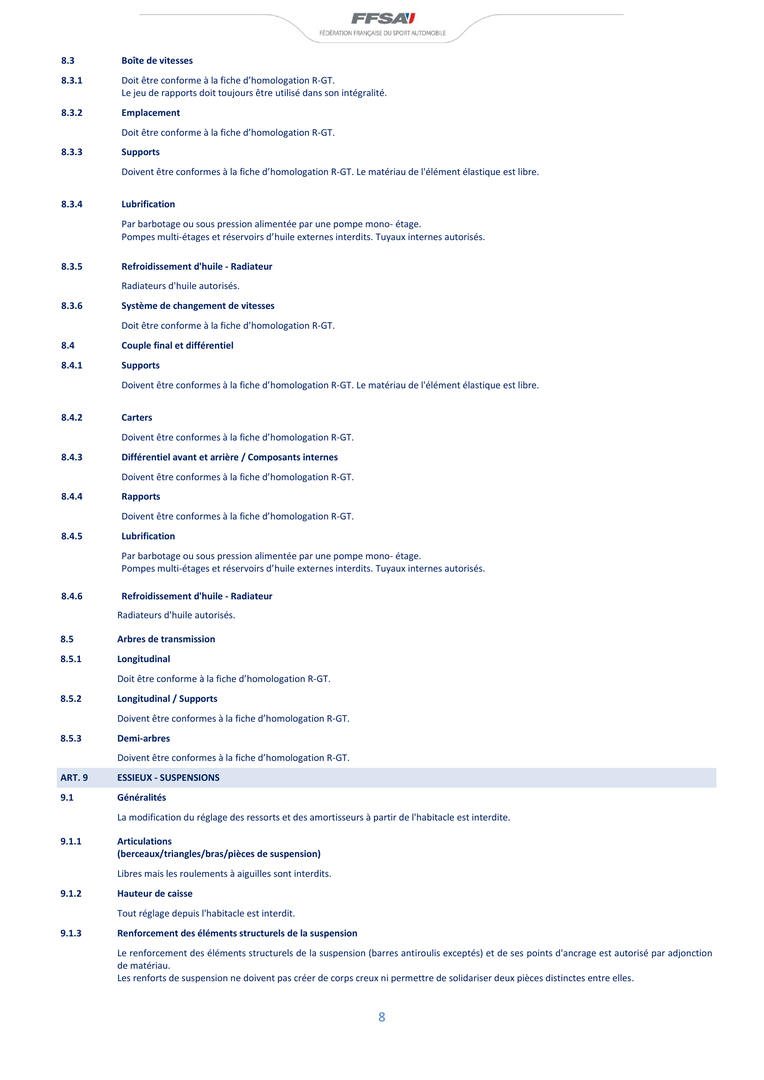 FFSA
FÉDÉRATION FRANÇAISE DU SPORT AUTOMOBILE
8.3 Boîte de vitesses
8.3.1 Doit être conforme à la fiche d’homologation R-GT.
Le jeu de rapports doit toujours être utilisé dans son intégralité.
8.3.2 Emplacement
Doit être conforme à la fiche d’homologation R-GT.
8.3.3 Supports
Doivent être conformes à la fiche d’homologation R-GT. Le matériau de l'élément élastique est libre.
8.3.4 Lubrification
Par barbotage ou sous pression alimentée par une pompe mono- étage.
Pompes multi-étages et réservoirs d’huile externes interdits. Tuyaux internes autorisés.
8.3.5 Refroidissement d'huile - Radiateur
Radiateurs d'huile autorisés.
8.3.6 Système de changement de vitesses
Doit être conforme à la fiche d’homologation R-GT.
8.4 Couple final et différentiel
8.4.1 Supports
Doivent être conformes à la fiche d’homologation R-GT. Le matériau de l'élément élastique est libre.
8.4.2 Carters
Doivent être conformes à la fiche d’homologation R-GT.
8.4.3 Différentiel avant et arrière / Composants internes
Doivent être conformes à la fiche d’homologation R-GT.
8.4.4 Rapports
Doivent être conformes à la fiche d’homologation R-GT.
8.4.5 Lubrification
Par barbotage ou sous pression alimentée par une pompe mono- étage.
Pompes multi-étages et réservoirs d’huile externes interdits. Tuyaux internes autorisés.
8.4.6 Refroidissement d'huile - Radiateur
Radiateurs d'huile autorisés.
8.5 Arbres de transmission
8.5.1 Longitudinal
Doit être conforme à la fiche d’homologation R-GT.
8.5.2 Longitudinal / Supports
Doivent être conformes à la fiche d’homologation R-GT.
8.5.3 Demi-arbres
Doivent être conformes à la fiche d’homologation R-GT.
ART. 9 ESSIEUX - SUSPENSIONS
9.1 Généralités
La modification du réglage des ressorts et des amortisseurs à partir de l'habitacle est interdite.
9.1.1 Articulations
(berceaux/triangles/bras/pièces de suspension)
Libres mais les roulements à aiguilles sont interdits.
9.1.2 Hauteur de caisse
Tout réglage depuis l'habitacle est interdit.
9.1.3 Renforcement des éléments structurels de la suspension
Le renforcement des éléments structurels de la suspension (barres antiroulis exceptés) et de ses points d'ancrage est autorisé par adjonction
de matériau.
Les renforts de suspension ne doivent pas créer de corps creux ni permettre de solidariser deux pièces distinctes entre elles.
8